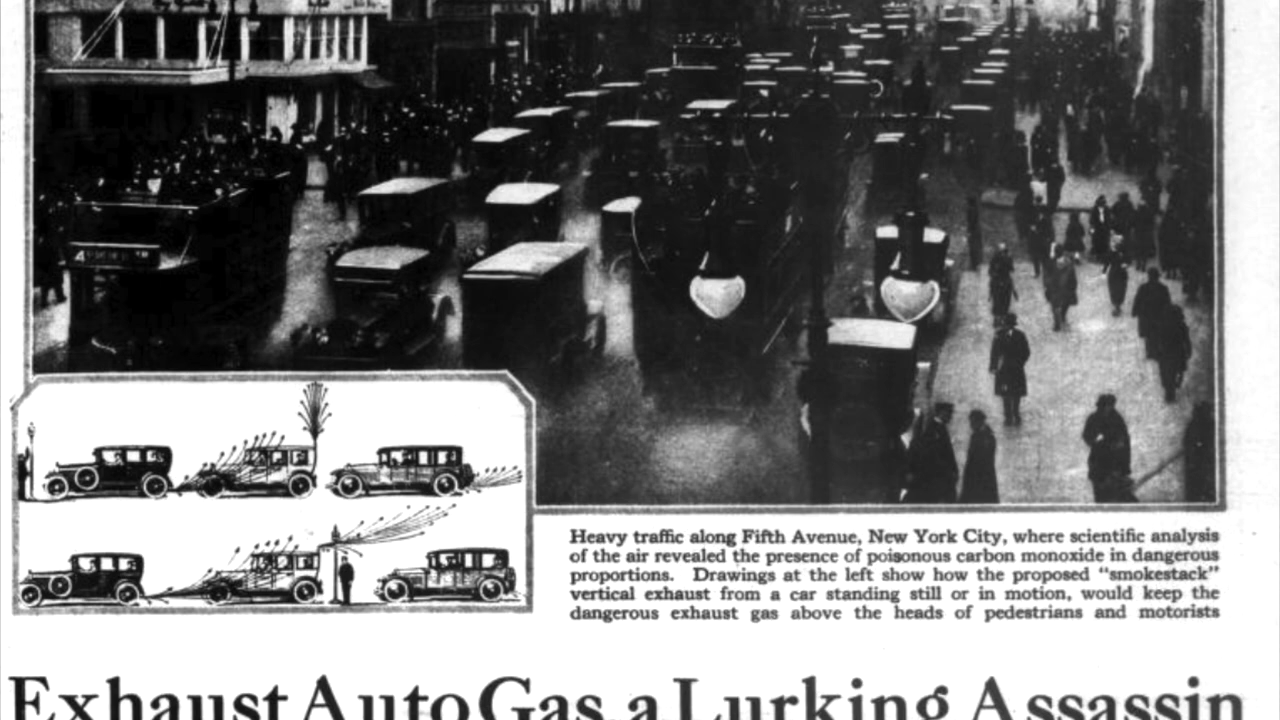 4
Heavy traffic along Fifth Avenue, New York City, where scientific analysis
of the air revealed the presence of poisonous carbon monoxide in dangerous
proportions. Drawings at the left show how the proposed "smokestack"
vertical exhaust from a car standing still or in motion, would keep the
dangerous exhaust gas above the heads of pedestrians and motorists
Exhaust Auto Gas a Lurking Assassin